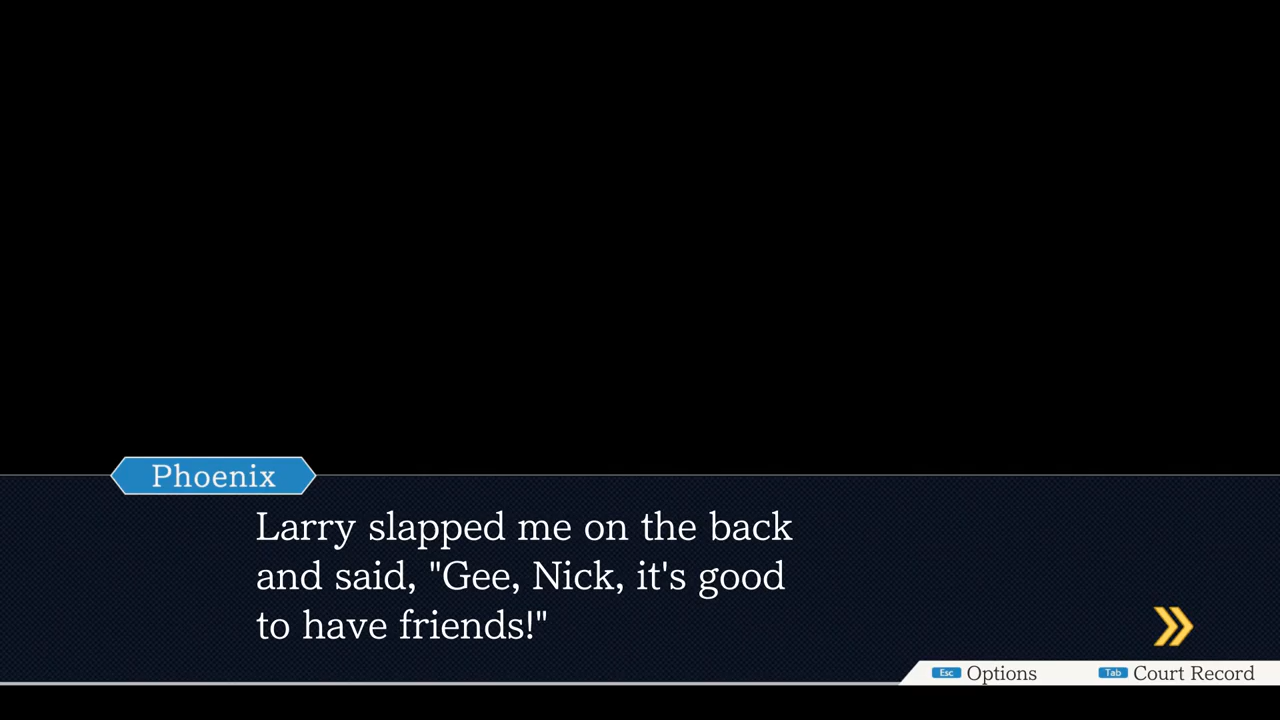 Phoenix
Larry slapped me on the back
and said, "Gee, Nick, it's good
to have friends!"
Esc Options Tab Court Record